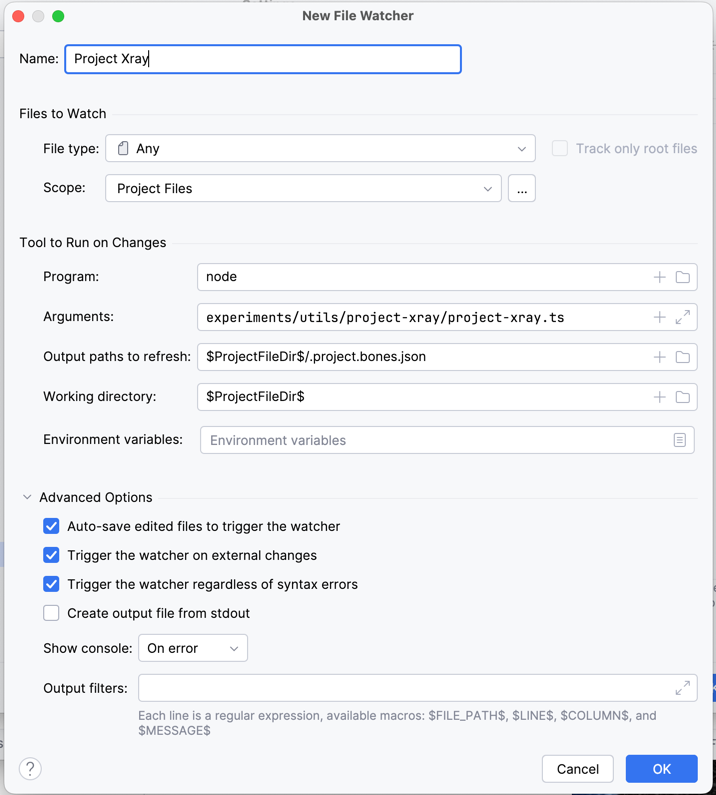 New File Watcher
Name: Project Xray
Files to Watch
File type: Any Track only root files
Scope: Project Files ...
Tool to Run on Changes
Program: node
Arguments: experiments/utils/project-xray/project-xray.ts
Output paths to refresh: $ProjectFileDir$/.project.bones.json
Working directory: $ProjectFileDir$
Environment variables: Environment variables
Advanced Options
Auto-save edited files to trigger the watcher
Trigger the watcher on external changes
Trigger the watcher regardless of syntax errors
Create output file from stdout
Show console: On error
Output filters:
Each line is a regular expression, available macros: $FILE_PATH$, $LINE$, $COLUMN$, and
$MESSAGE$
? Cancel OK